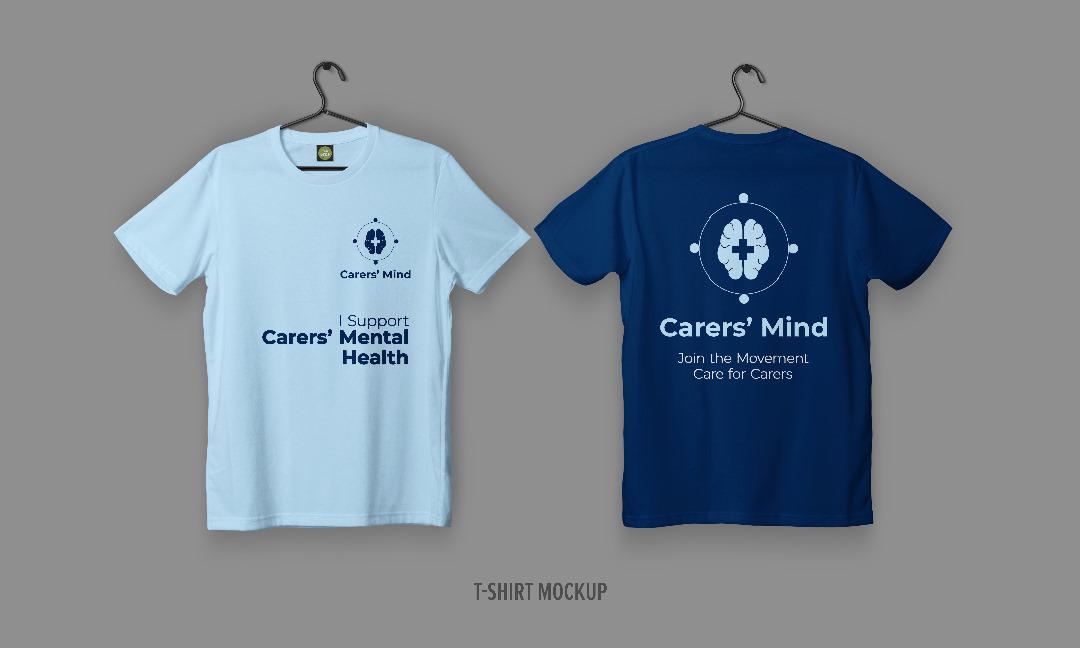 Carers’ Mind
I Support
Carers’ Mental
Health
Carers’ Mind
Join the Movement
Care for Carers
T-SHIRT MOCKUP